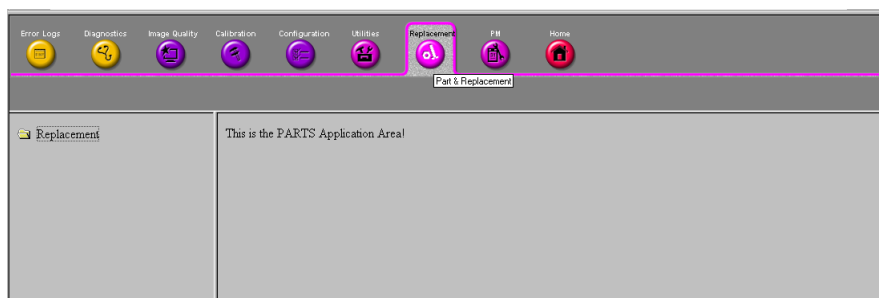 Error Logs Diagnostics Image Quality Calibration Configuration Utilities Replacement PM Home
Part & Replacement
Replacement
This is the PARTS Application Area!